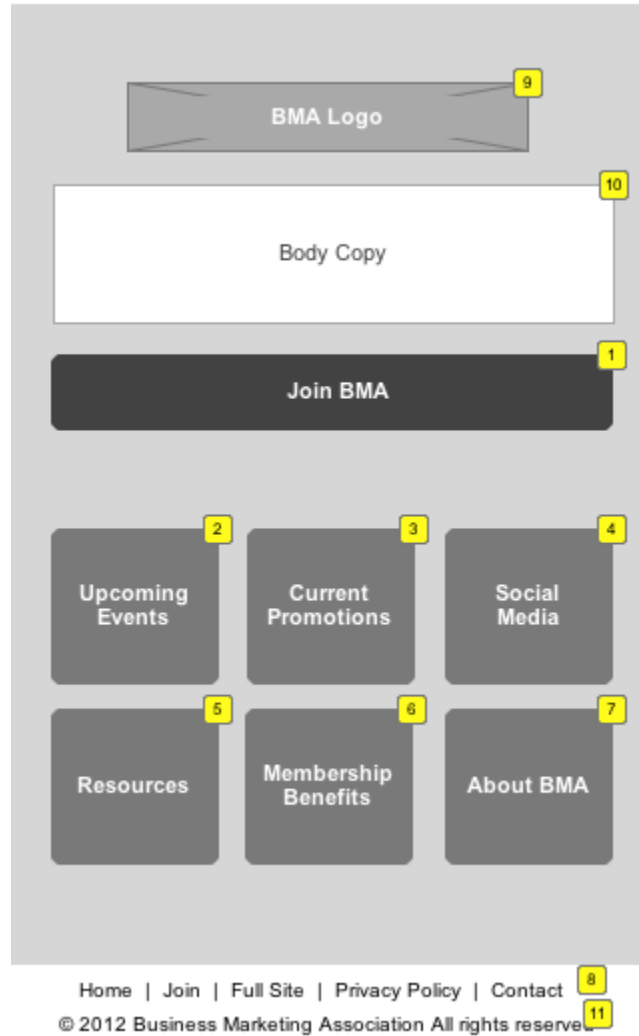 9
BMA Logo
10
Body Copy
1
Join BMA
2
3
4
Upcoming
Events
Current
Promotions
Social
Media
5
6
7
Resources
Membership
Benefits
About BMA
8
Home | Join | Full Site | Privacy Policy | Contact
11
© 2012 Business Marketing Association All rights reserve